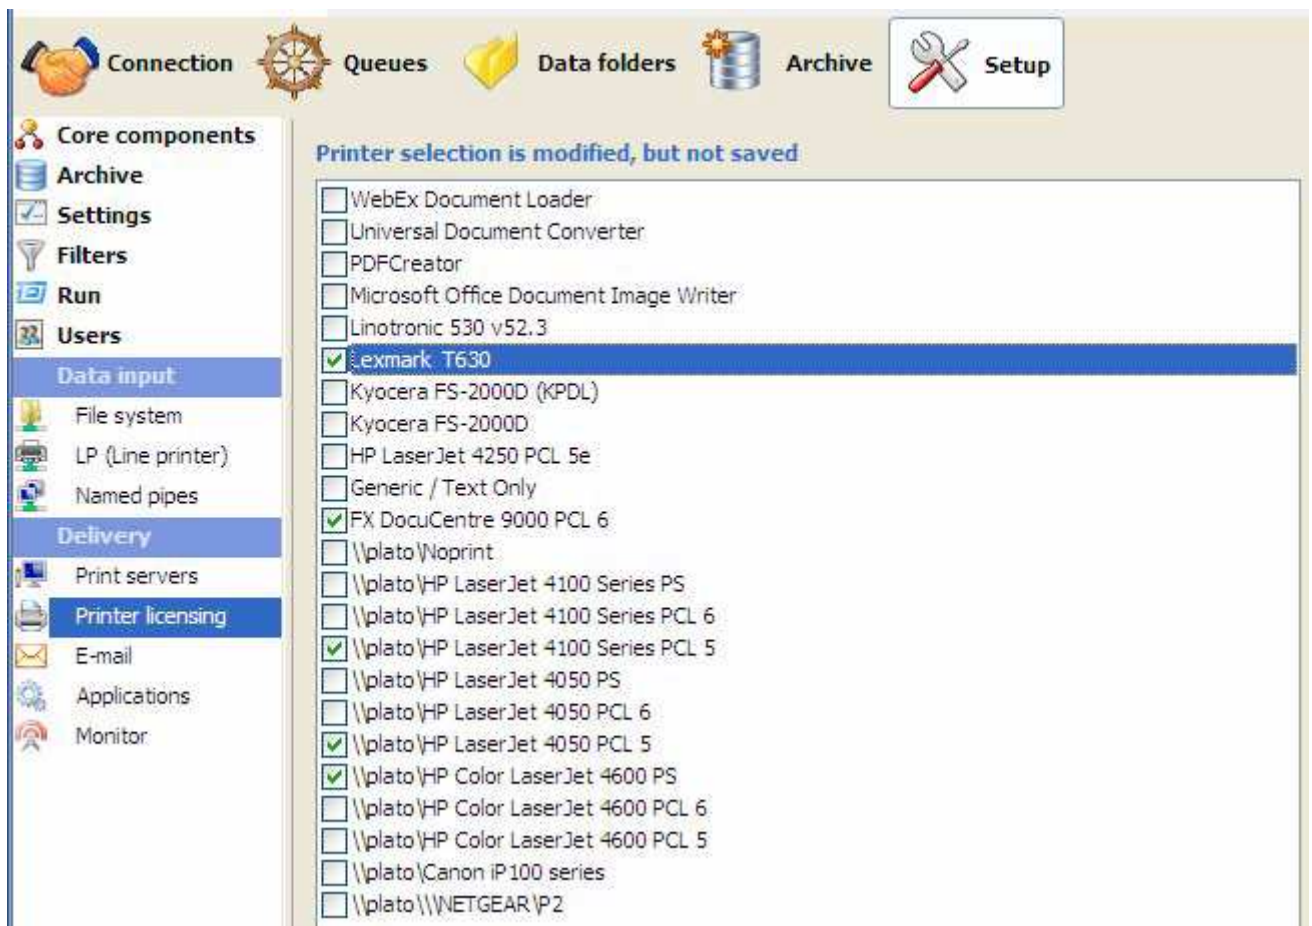 Connection Queues Data folders Archive Setup
Core components
Archive
Settings
Filters
Run
Users
Data input
File system
LP (Line printer)
Named pipes
Delivery
Print servers
Printer licensing
E-mail
Applications
Monitor
Printer selection is modified, but not saved
WebEx Document Loader
Universal Document Converter
PDFCreator
Microsoft Office Document Image Writer
Linotronic 530 v52.3
Lexmark T630
Kyocera FS-2000D (KPDL)
Kyocera FS-2000D
HP LaserJet 4250 PCL 5e
Generic / Text Only
FX DocuCentre 9000 PCL 6
\\plato\Noprint
\\plato\HP LaserJet 4100 Series PS
\\plato\HP LaserJet 4100 Series PCL 6
\\plato\HP LaserJet 4100 Series PCL 5
\\plato\HP LaserJet 4050 PS
\\plato\HP LaserJet 4050 PCL 6
\\plato\HP LaserJet 4050 PCL 5
\\plato\HP Color LaserJet 4600 PS
\\plato\HP Color LaserJet 4600 PCL 6
\\plato\HP Color LaserJet 4600 PCL 5
\\plato\Canon iP100 series
\\plato\\\NETGEAR\P2